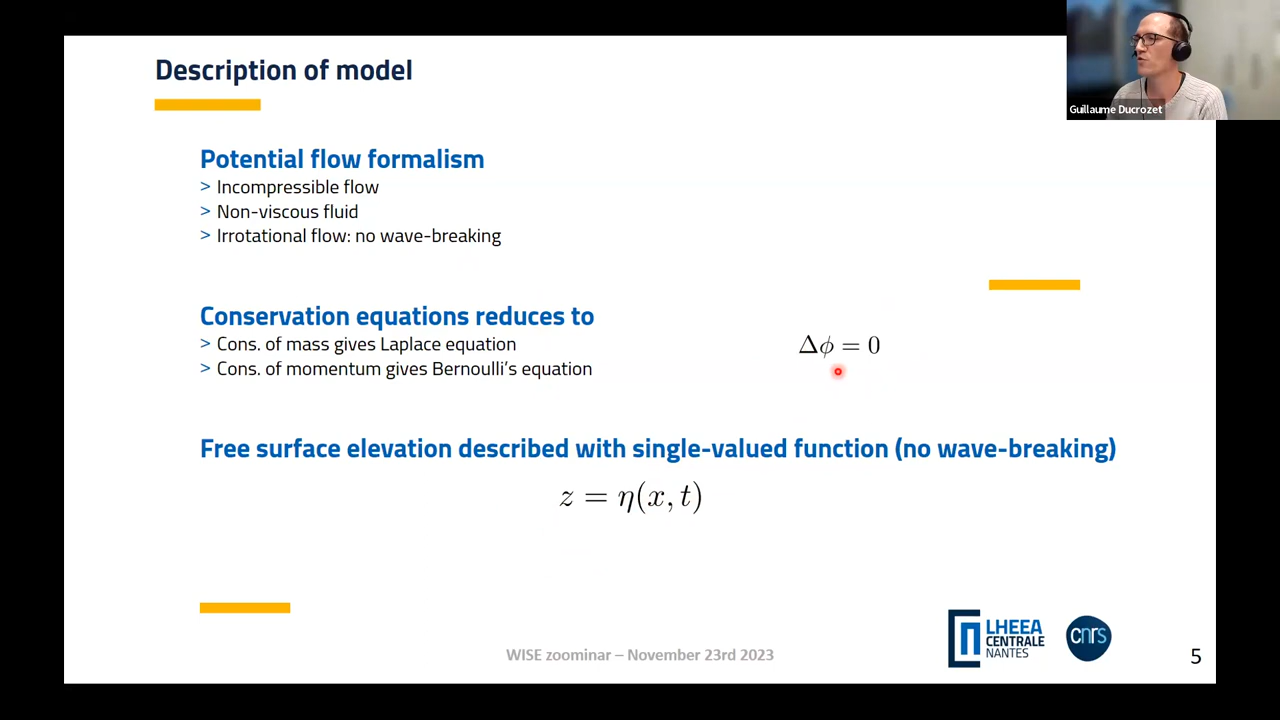 Description of model
Guillaume Ducrozet
Potential flow formalism
> Incompressible flow
> Non-viscous fluid
> Irrotational flow: no wave-breaking
Conservation equations reduces to
> Cons. of mass gives Laplace equation
Δϕ = 0
> Cons. of momentum gives Bernoulli's equation
Free surface elevation described with single-valued function (no wave-breaking)
z = η(x, t)
LHEEA
CENTRALE
NANTES
cnrs
WISE zoominar – November 23rd 2023
5